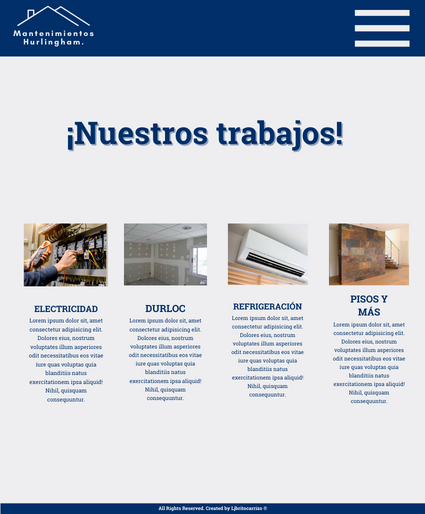 Mantenimientos
Hurlingham.
¡Nuestros trabajos!
ELECTRICIDAD
Lorem ipsum dolor sit, amet
consectetur adipisicing elit.
Dolores eius, nostrum
voluptates illum asperiores
odit necessitatibus eos vitae
iure quas voluptas quia
blanditiis natus
exercitationem ipsa aliquid!
Nihil, quisquam
consequuntur.
DURLOC
Lorem ipsum dolor sit, amet
consectetur adipisicing elit.
Dolores eius, nostrum
voluptates illum asperiores
odit necessitatibus eos vitae
iure quas voluptas quia
blanditiis natus
exercitationem ipsa aliquid!
Nihil, quisquam
consequuntur.
REFRIGERACIÓN
Lorem ipsum dolor sit, amet
consectetur adipisicing elit.
Dolores eius, nostrum
voluptates illum asperiores
odit necessitatibus eos vitae
iure quas voluptas quia
blanditiis natus
exercitationem ipsa aliquid!
Nihil, quisquam
consequuntur.
PISOS Y
MÁS
Lorem ipsum dolor sit, amet
consectetur adipisicing elit.
Dolores eius, nostrum
voluptates illum asperiores
odit necessitatibus eos vitae
iure quas voluptas quia
blanditiis natus
exercitationem ipsa aliquid!
Nihil, quisquam
consequuntur.
All Rights Reserved. Created by Ljbritocarrizo ®